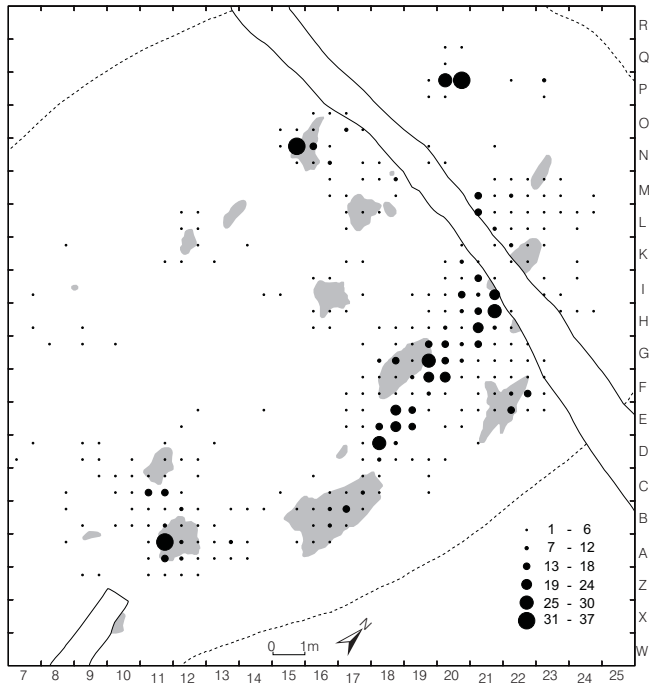 R
Q
P
O
N
M
L
K
I
H
G
F
E
D
C
B
A
Z
X
W
1 - 6
7 - 12
13 - 18
19 - 24
25 - 30
31 - 37
0 1m
N
7 8 9 10 11 12 13 14 15 16 17 18 19 20 21 22 23 24 25